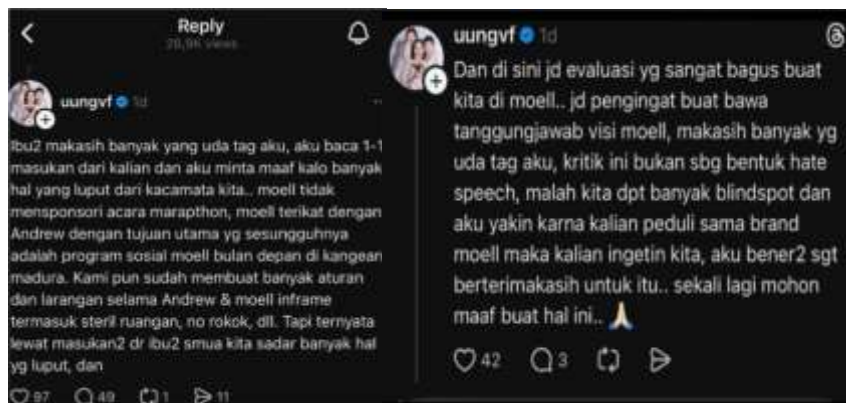 Reply
28,9K views
uungvf 1d
Ibu2 makasih banyak yang uda tag aku, aku baca 1-1
masukan dari kalian dan aku minta maaf kalo banyak
hal yang luput dari kacamata kita.. moell tidak
mensponsori acara marapthon, moell terikat dengan
Andrew dengan tujuan utama yg sesungguhnya
adalah program sosial moell bulan depan di kangean
madura. Kami pun sudah membuat banyak aturan
dan larangan selama Andrew & moell inframe
termasuk steril ruangan, no rokok, dll. Tapi ternyata
lewat masukan2 dr ibu2 smua kita sadar banyak hal
yg luput, dan
97 49 1 11
uungvf 1d
Dan di sini jd evaluasi yg sangat bagus buat
kita di moell.. jd pengingat buat bawa
tanggungjawab visi moell, makasih banyak yg
uda tag aku, kritik ini bukan sbg bentuk hate
speech, malah kita dpt banyak blindspot dan
aku yakin karna kalian peduli sama brand
moell maka kalian ingetin kita, aku bener2 sgt
berterimakasih untuk itu.. sekali lagi mohon
maaf buat hal ini.. 🙏🏻
42 3